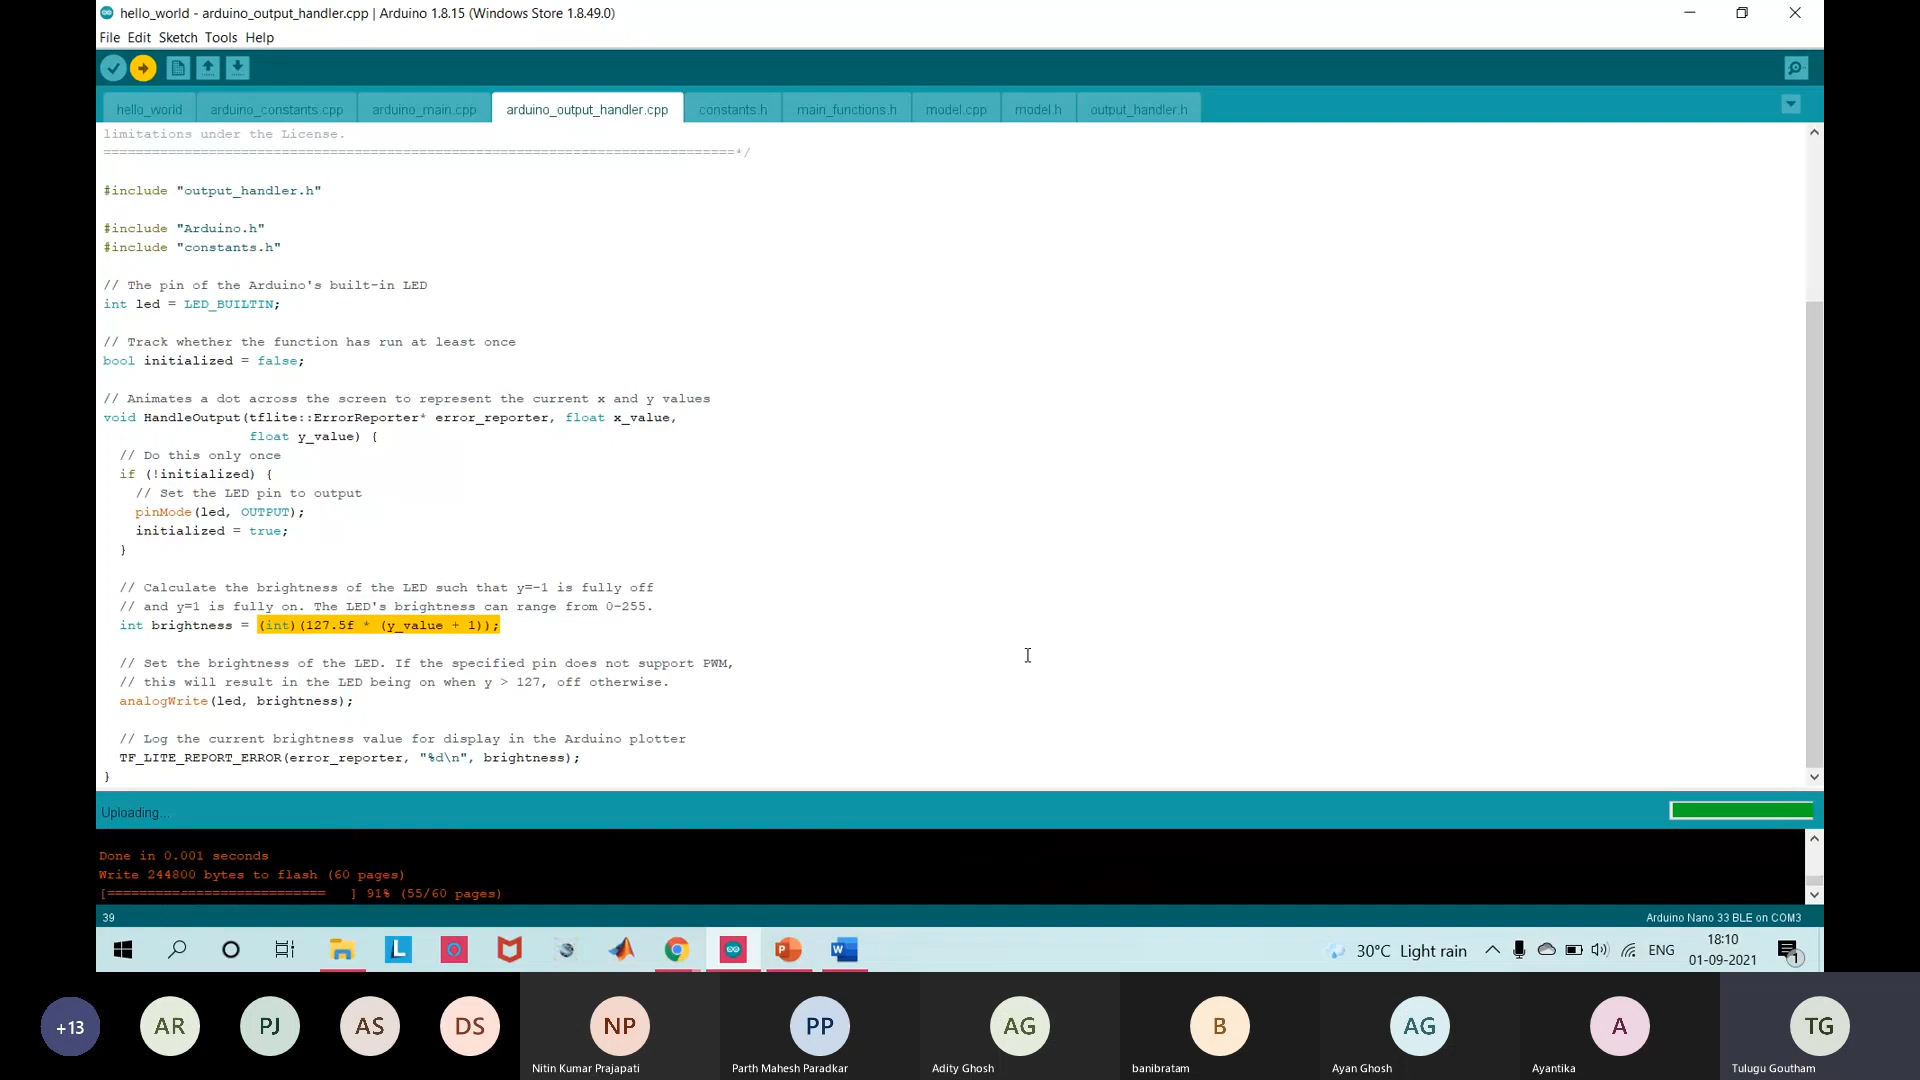 hello_world - arduino_output_handler.cpp | Arduino 1.8.15 (Windows Store 1.8.49.0)
File Edit Sketch Tools Help
hello_world arduino_constants.cpp arduino_main.cpp arduino_output_handler.cpp constants.h main_functions.h model.cpp model.h output_handler.h
limitations under the License.
==============================================================================*/
#include "output_handler.h"
#include "Arduino.h"
#include "constants.h"
// The pin of the Arduino's built-in LED
int led = LED_BUILTIN;
// Track whether the function has run at least once
bool initialized = false;
// Animates a dot across the screen to represent the current x and y values
void HandleOutput(tflite::ErrorReporter* error_reporter, float x_value,
float y_value) {
// Do this only once
if (!initialized) {
// Set the LED pin to output
pinMode(led, OUTPUT);
initialized = true;
}
// Calculate the brightness of the LED such that y=-1 is fully off
// and y=1 is fully on. The LED's brightness can range from 0-255.
int brightness = (int)(127.5f * (y_value + 1));
// Set the brightness of the LED. If the specified pin does not support PWM,
// this will result in the LED being on when y > 127, off otherwise.
analogWrite(led, brightness);
// Log the current brightness value for display in the Arduino plotter
TF_LITE_REPORT_ERROR(error_reporter, "%d\n", brightness);
}
Uploading...
Done in 0.001 seconds
Write 244800 bytes to flash (60 pages)
[===========================   ] 91% (55/60 pages)
39 Arduino Nano 33 BLE on COM3
L W 30°C Light rain ENG 18:10
01-09-2021 1
+13 AR PJ AS DS NP PP AG B AG A TG
Nitin Kumar Prajapati Parth Mahesh Paradkar Adity Ghosh banibratam Ayan Ghosh Ayantika Tulugu Goutham